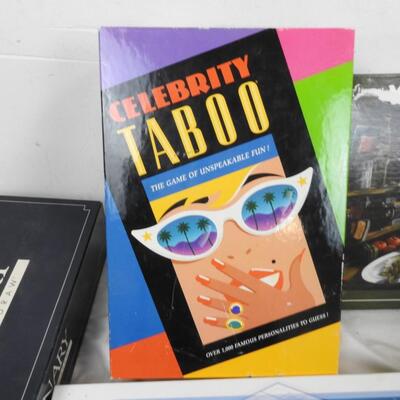 CELEBRITY
TABOO
THE GAME OF UNSPEAKABLE FUN!
OVER 1,000 FAMOUS PERSONALITIES TO GUESS!